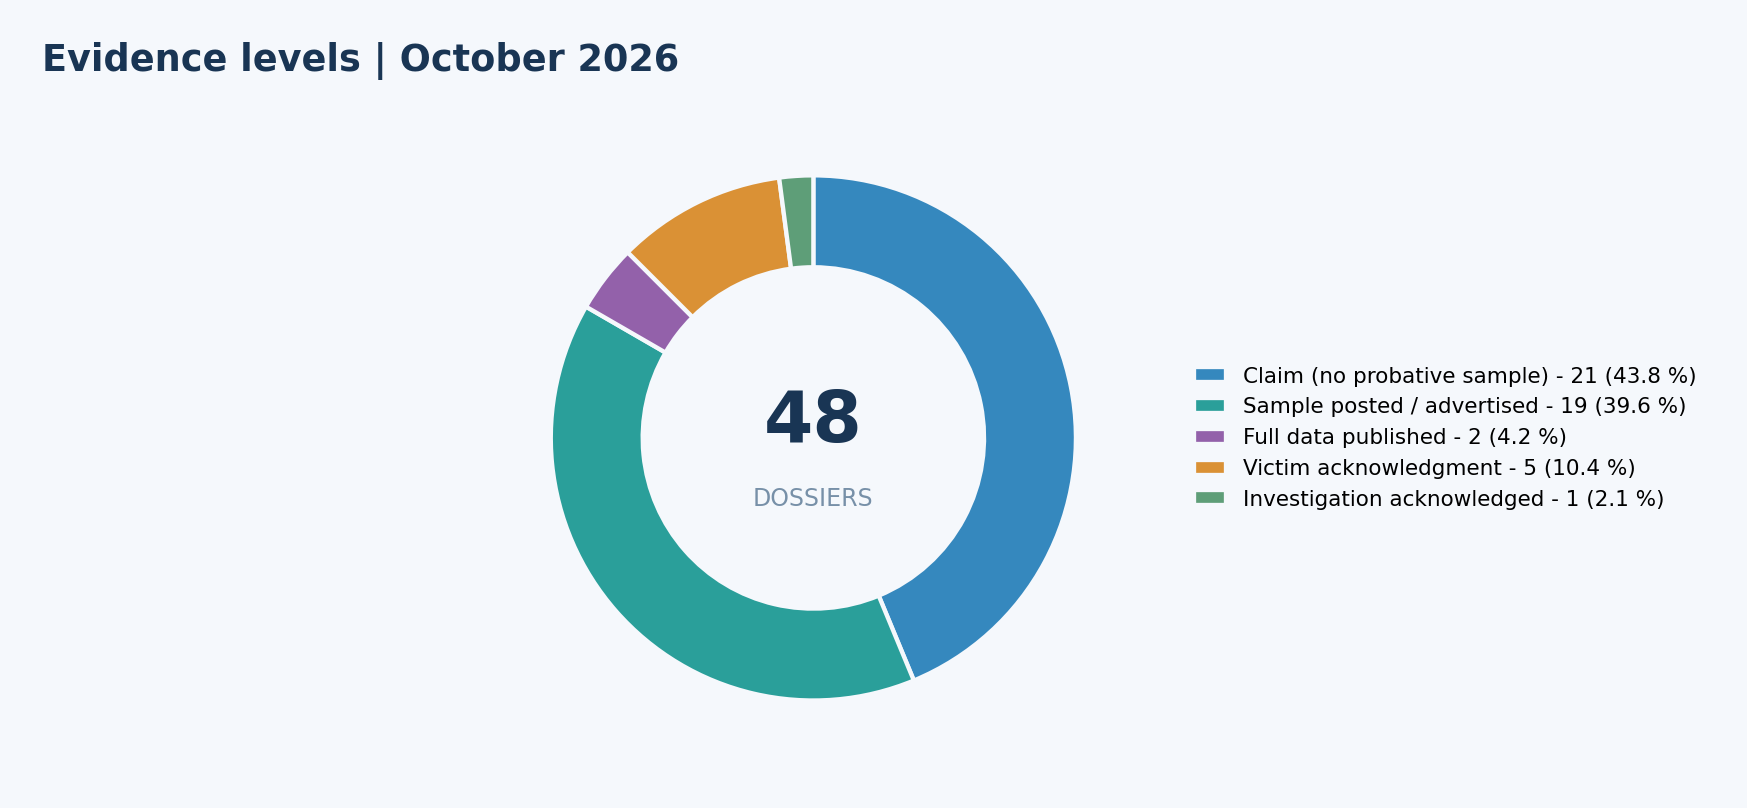 Evidence levels | October 2026
48
DOSSIERS
Claim (no probative sample) - 21 (43.8 %)
Sample posted / advertised - 19 (39.6 %)
Full data published - 2 (4.2 %)
Victim acknowledgment - 5 (10.4 %)
Investigation acknowledged - 1 (2.1 %)